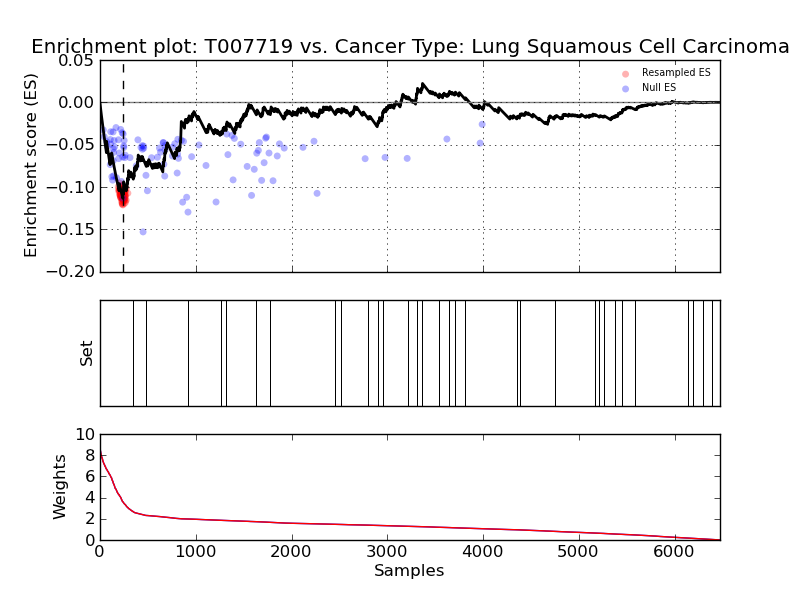 Enrichment plot: T007719 vs. Cancer Type: Lung Squamous Cell Carcinoma
Enrichment score (ES)
0.05
0.00
−0.05
−0.10
−0.15
−0.20
Resampled ES
Null ES
Set
Weights
10
8
6
4
2
0
0 1000 2000 3000 4000 5000 6000
Samples